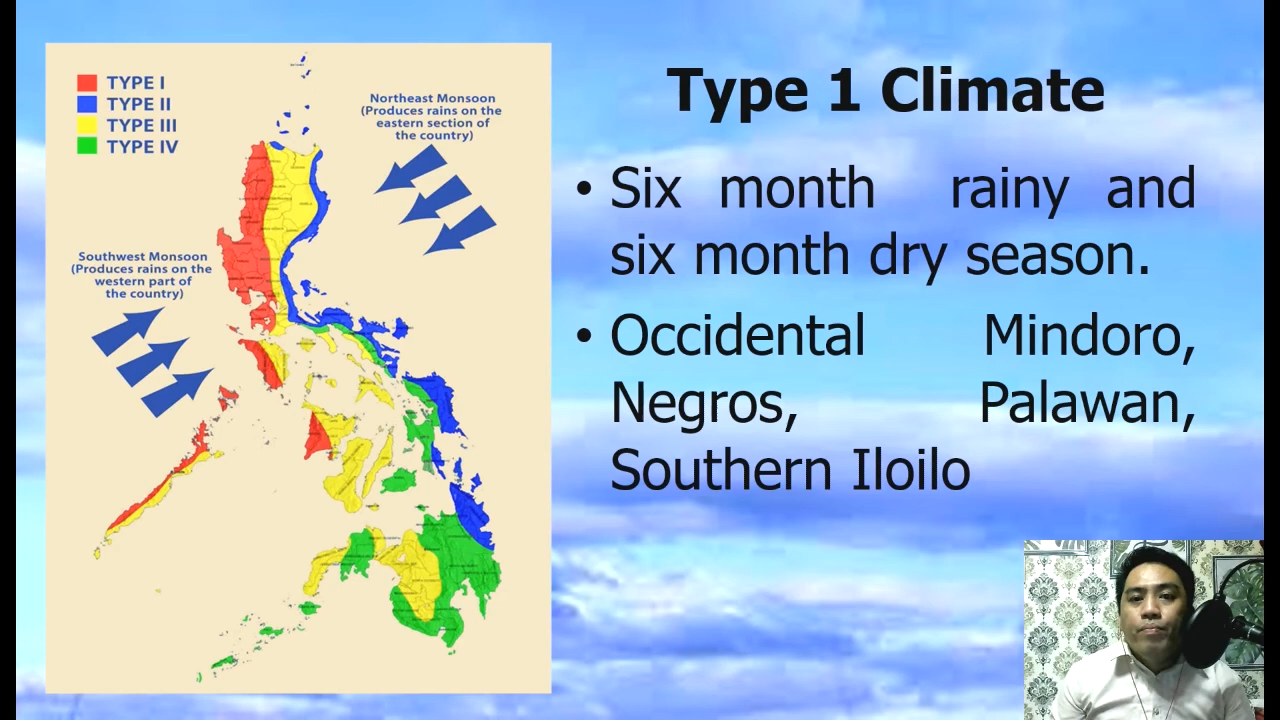 TYPE I
TYPE II
TYPE III
TYPE IV
Northeast Monsoon
(Produces rains on the
eastern section of
the country)
Southwest Monsoon
(Produces rains on the
western part of
the country)
Type 1 Climate
• Six month rainy and
six month dry season.
• Occidental Mindoro,
Negros, Palawan,
Southern Iloilo